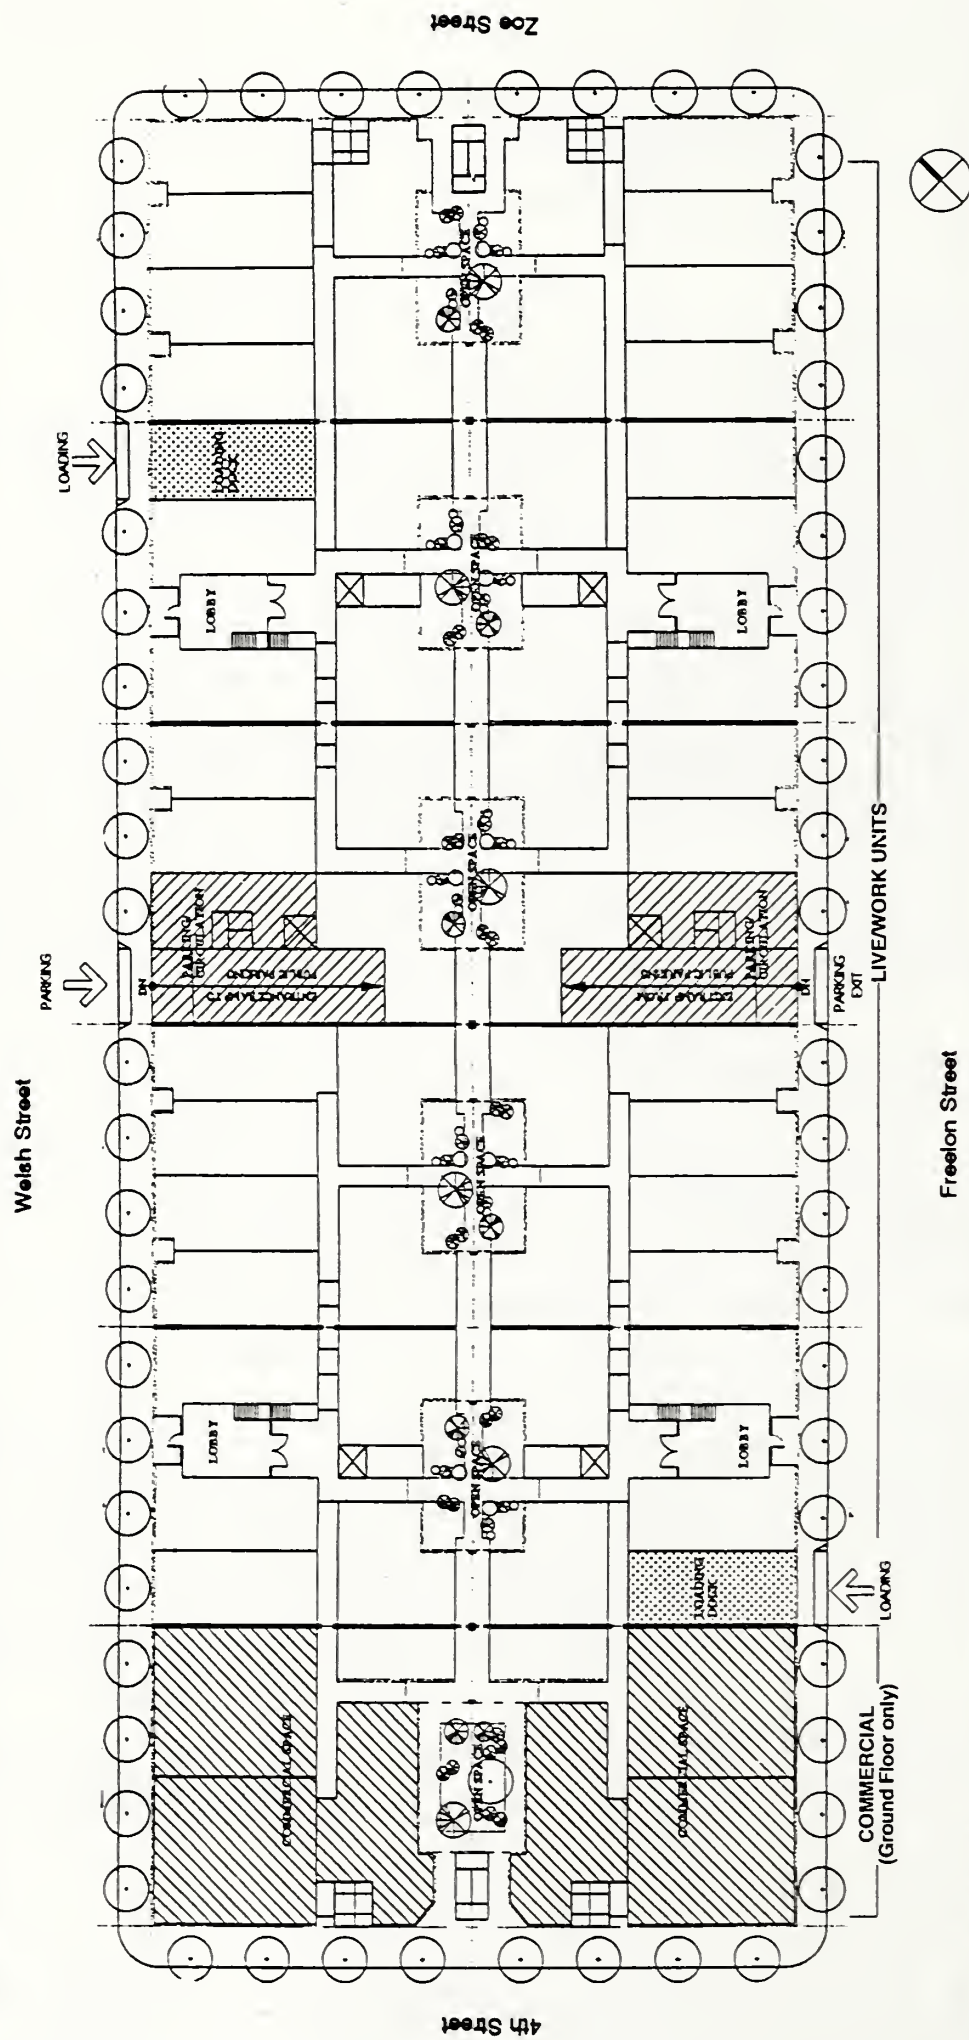 Zoe Street
LOADING
LOADING
DOCK
OPEN SPACE
LOBBY
OPEN SPACE
LOBBY
LIVE/WORK UNITS
OPEN SPACE
PARKING
PARKING/
CIRCULATION
DN
PARKING/
CIRCULATION
DN
PARKING
EXIT
Welsh Street
Freelon Street
OPEN SPACE
LOBBY
OPEN SPACE
LOBBY
LOADING
DOCK
LOADING
COMMERCIAL SPACE
OPEN SPACE
COMMERCIAL SPACE
COMMERCIAL
(Ground Floor only)
4th Street